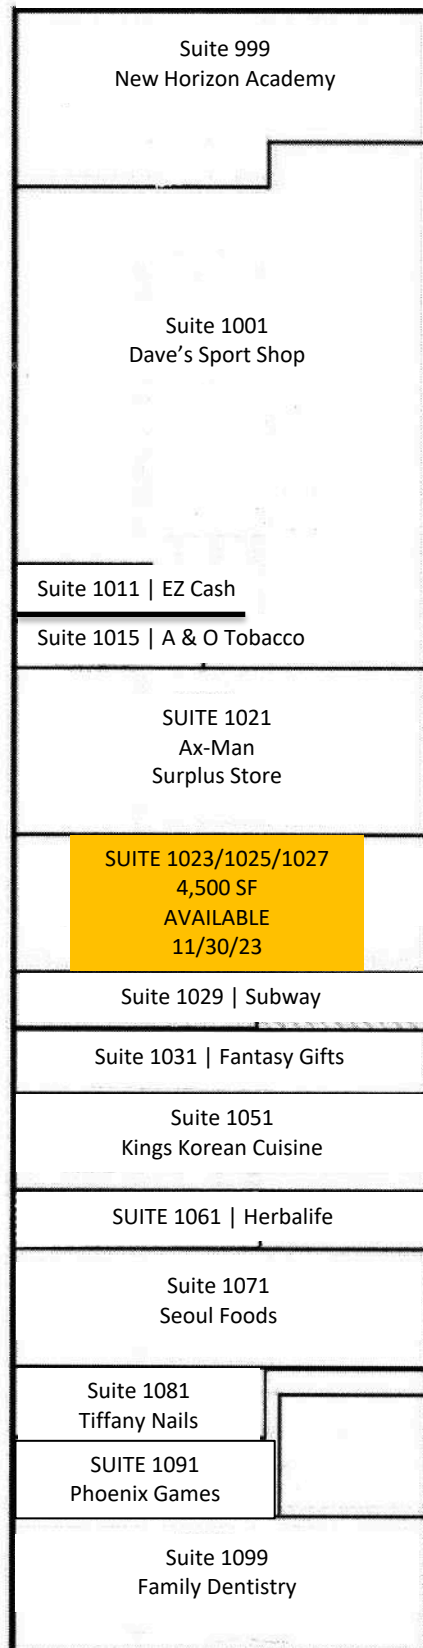 Suite 999
New Horizon Academy
Suite 1001
Dave’s Sport Shop
Suite 1011 | EZ Cash
Suite 1015 | A & O Tobacco
SUITE 1021
Ax-Man
Surplus Store
SUITE 1023/1025/1027
4,500 SF
AVAILABLE
11/30/23
Suite 1029 | Subway
Suite 1031 | Fantasy Gifts
Suite 1051
Kings Korean Cuisine
SUITE 1061 | Herbalife
Suite 1071
Seoul Foods
Suite 1081
Tiffany Nails
SUITE 1091
Phoenix Games
Suite 1099
Family Dentistry